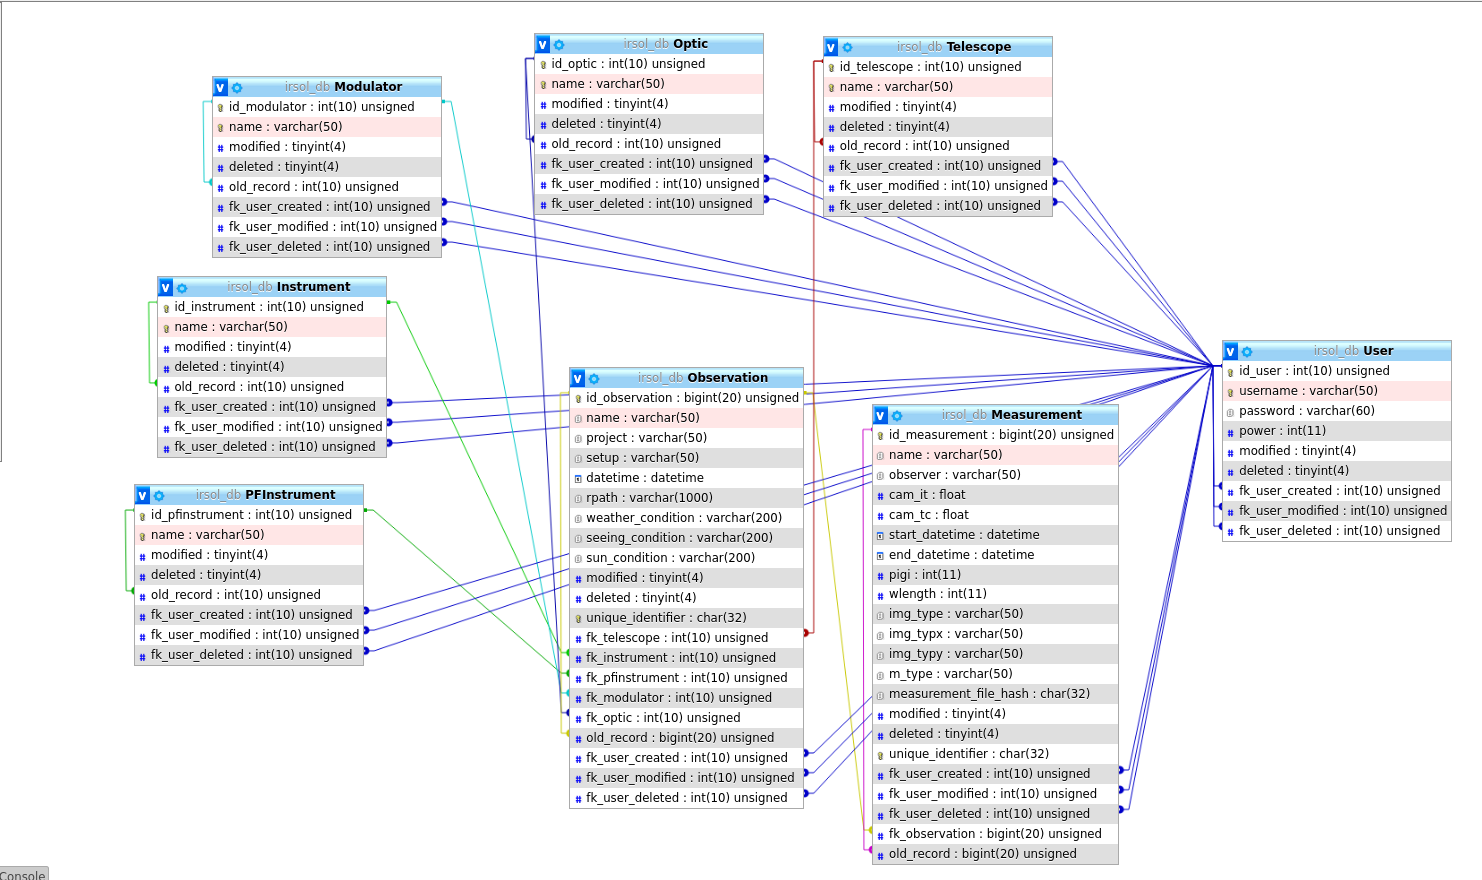 irsol_db Optic
id_optic : int(10) unsigned
name : varchar(50)
modified : tinyint(4)
deleted : tinyint(4)
old_record : int(10) unsigned
fk_user_created : int(10) unsigned
fk_user_modified : int(10) unsigned
fk_user_deleted : int(10) unsigned
irsol_db Telescope
id_telescope : int(10) unsigned
name : varchar(50)
modified : tinyint(4)
deleted : tinyint(4)
old_record : int(10) unsigned
fk_user_created : int(10) unsigned
fk_user_modified : int(10) unsigned
fk_user_deleted : int(10) unsigned
irsol_db Modulator
id_modulator : int(10) unsigned
name : varchar(50)
modified : tinyint(4)
deleted : tinyint(4)
old_record : int(10) unsigned
fk_user_created : int(10) unsigned
fk_user_modified : int(10) unsigned
fk_user_deleted : int(10) unsigned
irsol_db Instrument
id_instrument : int(10) unsigned
name : varchar(50)
modified : tinyint(4)
deleted : tinyint(4)
old_record : int(10) unsigned
fk_user_created : int(10) unsigned
fk_user_modified : int(10) unsigned
fk_user_deleted : int(10) unsigned
irsol_db User
id_user : int(10) unsigned
username : varchar(50)
password : varchar(60)
power : int(11)
modified : tinyint(4)
deleted : tinyint(4)
fk_user_created : int(10) unsigned
fk_user_modified : int(10) unsigned
fk_user_deleted : int(10) unsigned
irsol_db Observation
id_observation : bigint(20) unsigned
name : varchar(50)
project : varchar(50)
setup : varchar(50)
datetime : datetime
rpath : varchar(1000)
weather_condition : varchar(200)
seeing_condition : varchar(200)
sun_condition : varchar(200)
modified : tinyint(4)
deleted : tinyint(4)
unique_identifier : char(32)
fk_telescope : int(10) unsigned
fk_instrument : int(10) unsigned
fk_pfinstrument : int(10) unsigned
fk_modulator : int(10) unsigned
fk_optic : int(10) unsigned
old_record : bigint(20) unsigned
fk_user_created : int(10) unsigned
fk_user_modified : int(10) unsigned
fk_user_deleted : int(10) unsigned
irsol_db Measurement
id_measurement : bigint(20) unsigned
name : varchar(50)
observer : varchar(50)
cam_it : float
cam_tc : float
start_datetime : datetime
end_datetime : datetime
pigi : int(11)
wlength : int(11)
img_type : varchar(50)
img_typx : varchar(50)
img_typy : varchar(50)
m_type : varchar(50)
measurement_file_hash : char(32)
modified : tinyint(4)
deleted : tinyint(4)
unique_identifier : char(32)
fk_user_created : int(10) unsigned
fk_user_modified : int(10) unsigned
fk_user_deleted : int(10) unsigned
fk_observation : bigint(20) unsigned
old_record : bigint(20) unsigned
irsol_db PFInstrument
id_pfinstrument : int(10) unsigned
name : varchar(50)
modified : tinyint(4)
deleted : tinyint(4)
old_record : int(10) unsigned
fk_user_created : int(10) unsigned
fk_user_modified : int(10) unsigned
fk_user_deleted : int(10) unsigned
Console